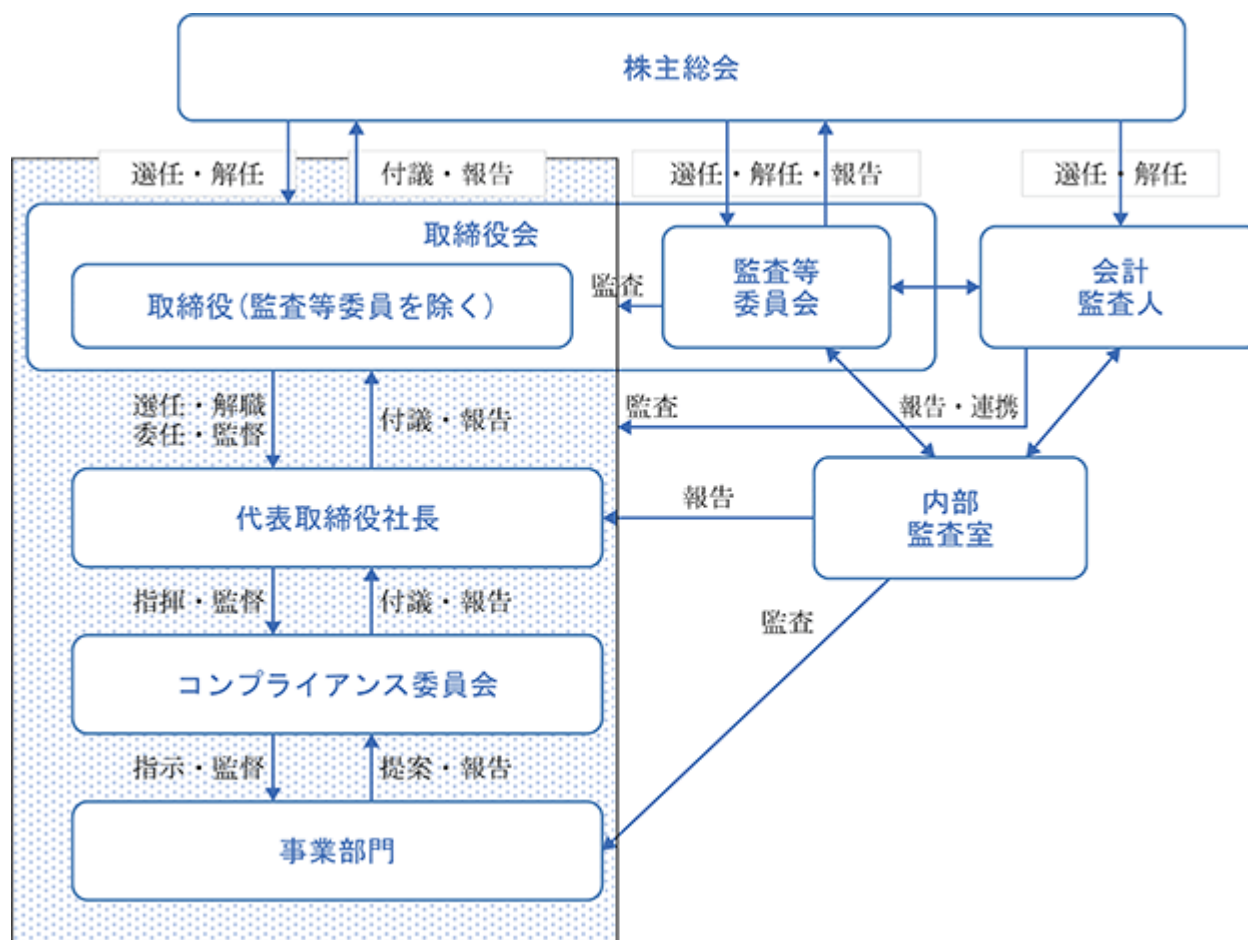 株主総会
選任・解任
付議・報告
選任・解任・報告
選任・解任
取締役会
取締役(監査等委員を除く)
監査
監査等
委員会
会計
監査人
選任・解職
委任・監督
付議・報告
監査
報告・連携
代表取締役社長
報告
内部
監査室
指揮・監督
付議・報告
監査
コンプライアンス委員会
指示・監督
提案・報告
事業部門